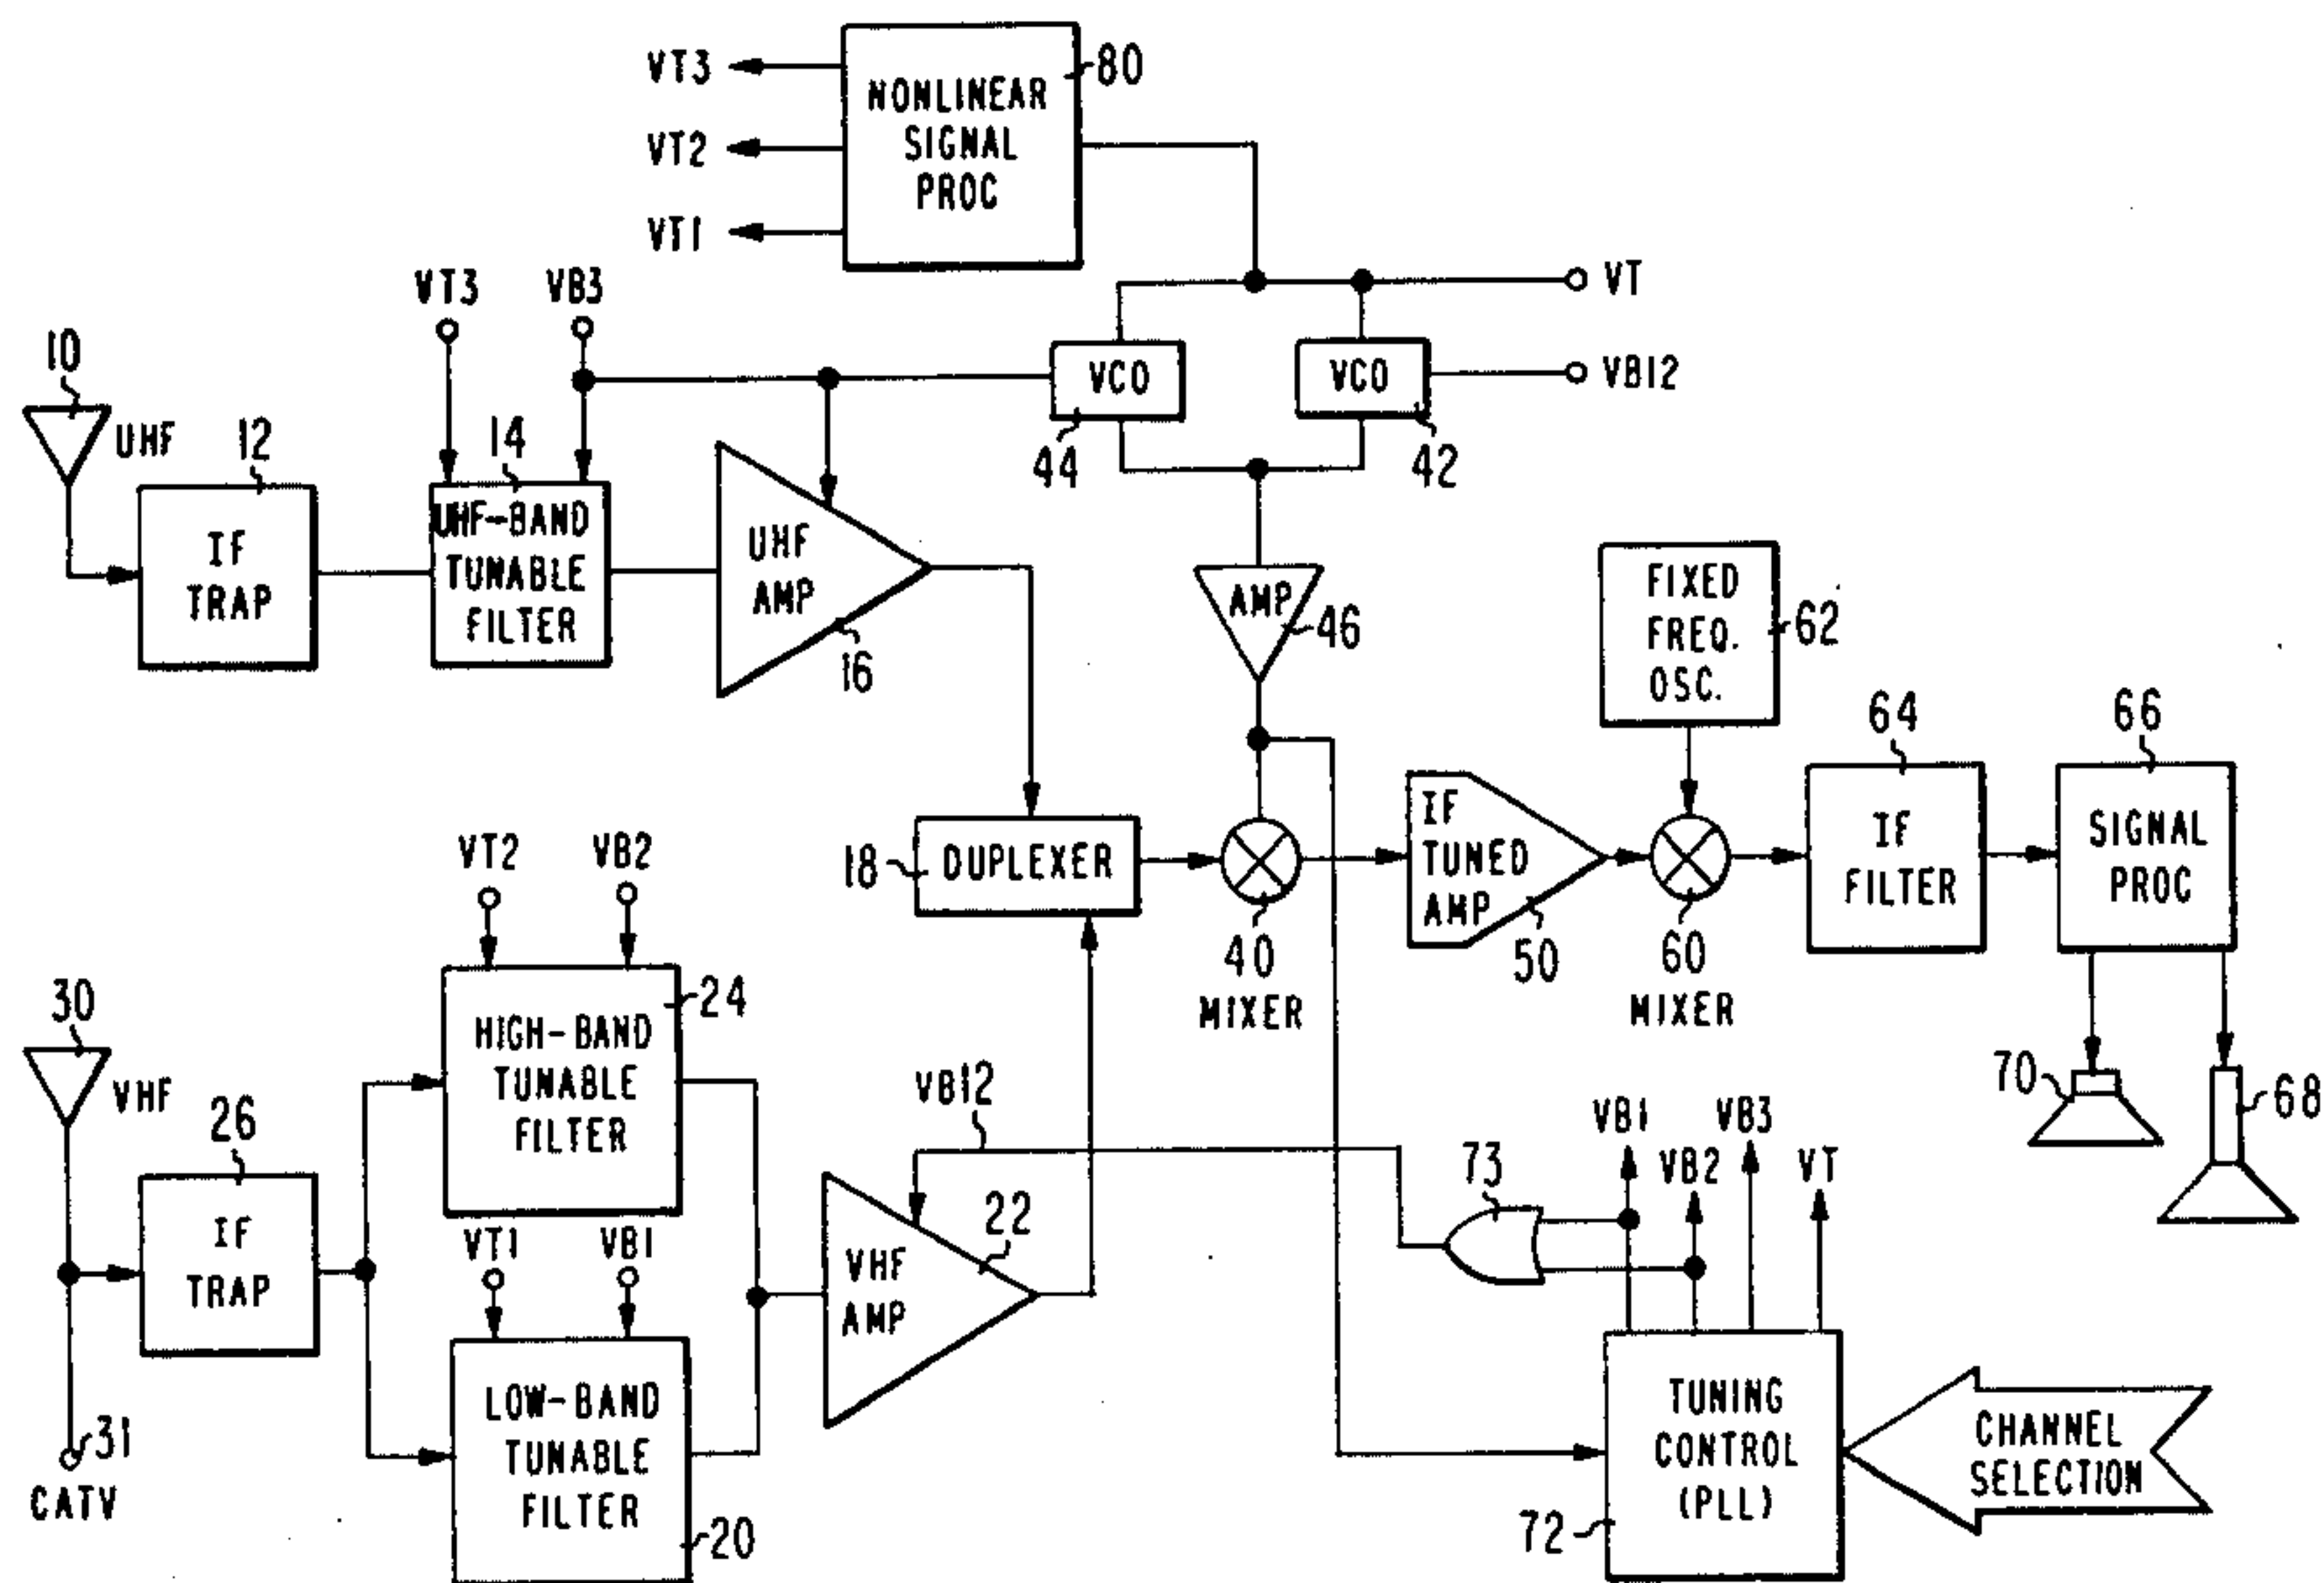 VT3
VT2
VT1
NONLINEAR
SIGNAL
PROC
80
VT3
VB3
VT
VB12
VCO
44
VCO
42
10
UHF
12
IF
TRAP
14
UHF-BAND
TUNABLE
FILTER
UHF
AMP
16
AMP
46
FIXED
FREQ.
OSC.
62
18
DUPLEXER
40
MIXER
IF
TUNED
AMP
50
60
MIXER
64
IF
FILTER
66
SIGNAL
PROC
70
68
VT2
VB2
24
HIGH-BAND
TUNABLE
FILTER
30
VHF
26
IF
TRAP
31
CATV
VT1
VB1
LOW-BAND
TUNABLE
FILTER
20
VB12
VHF
AMP
22
73
VB1
VB2
VB3
VT
TUNING
CONTROL
(PLL)
72
CHANNEL
SELECTION